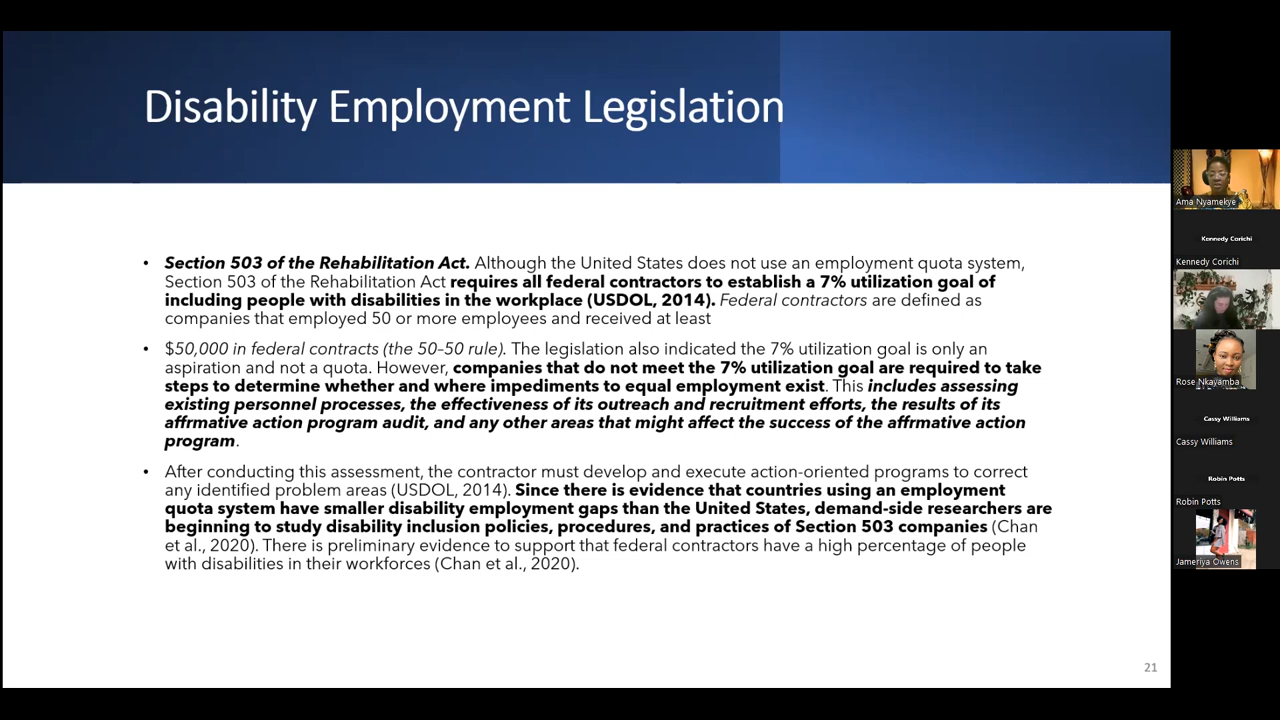 Disability Employment Legislation
• Section 503 of the Rehabilitation Act. Although the United States does not use an employment quota system,
Section 503 of the Rehabilitation Act requires all federal contractors to establish a 7% utilization goal of
including people with disabilities in the workplace (USDOL, 2014). Federal contractors are defined as
companies that employed 50 or more employees and received at least
• $50,000 in federal contracts (the 50–50 rule). The legislation also indicated the 7% utilization goal is only an
aspiration and not a quota. However, companies that do not meet the 7% utilization goal are required to take
steps to determine whether and where impediments to equal employment exist. This includes assessing
existing personnel processes, the effectiveness of its outreach and recruitment efforts, the results of its
affrmative action program audit, and any other areas that might affect the success of the affrmative action
program.
• After conducting this assessment, the contractor must develop and execute action-oriented programs to correct
any identified problem areas (USDOL, 2014). Since there is evidence that countries using an employment
quota system have smaller disability employment gaps than the United States, demand-side researchers are
beginning to study disability inclusion policies, procedures, and practices of Section 503 companies (Chan
et al., 2020). There is preliminary evidence to support that federal contractors have a high percentage of people
with disabilities in their workforces (Chan et al., 2020).
21
Ama Nyamekye
Kennedy Corichi
Kennedy Corichi
Rose Nkayamba
Cassy Williams
Cassy Williams
Robin Potts
Robin Potts
Jameriya Owens